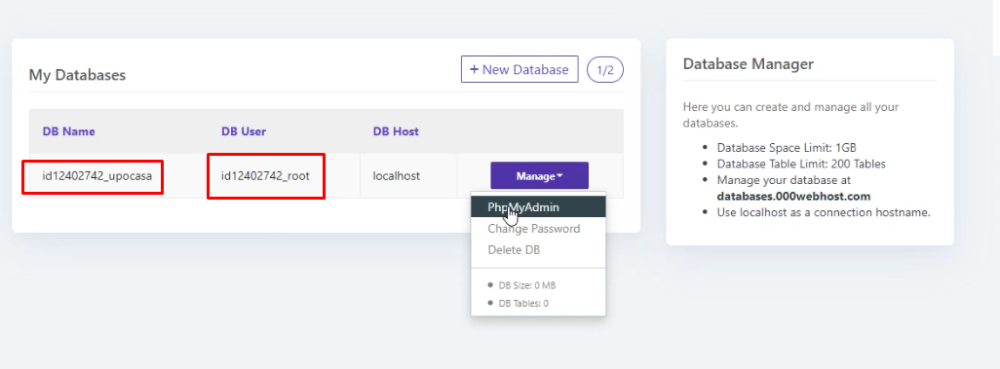 My Databases
+ New Database
1/2
DB Name DB User DB Host
id12402742_upocasa id12402742_root localhost Manage
PhpMyAdmin
Change Password
Delete DB
DB Size: 0 MB
DB Tables: 0
Database Manager
Here you can create and manage all your
databases.
Database Space Limit: 1GB
Database Table Limit: 200 Tables
Manage your database at
databases.000webhost.com
Use localhost as a connection hostname.